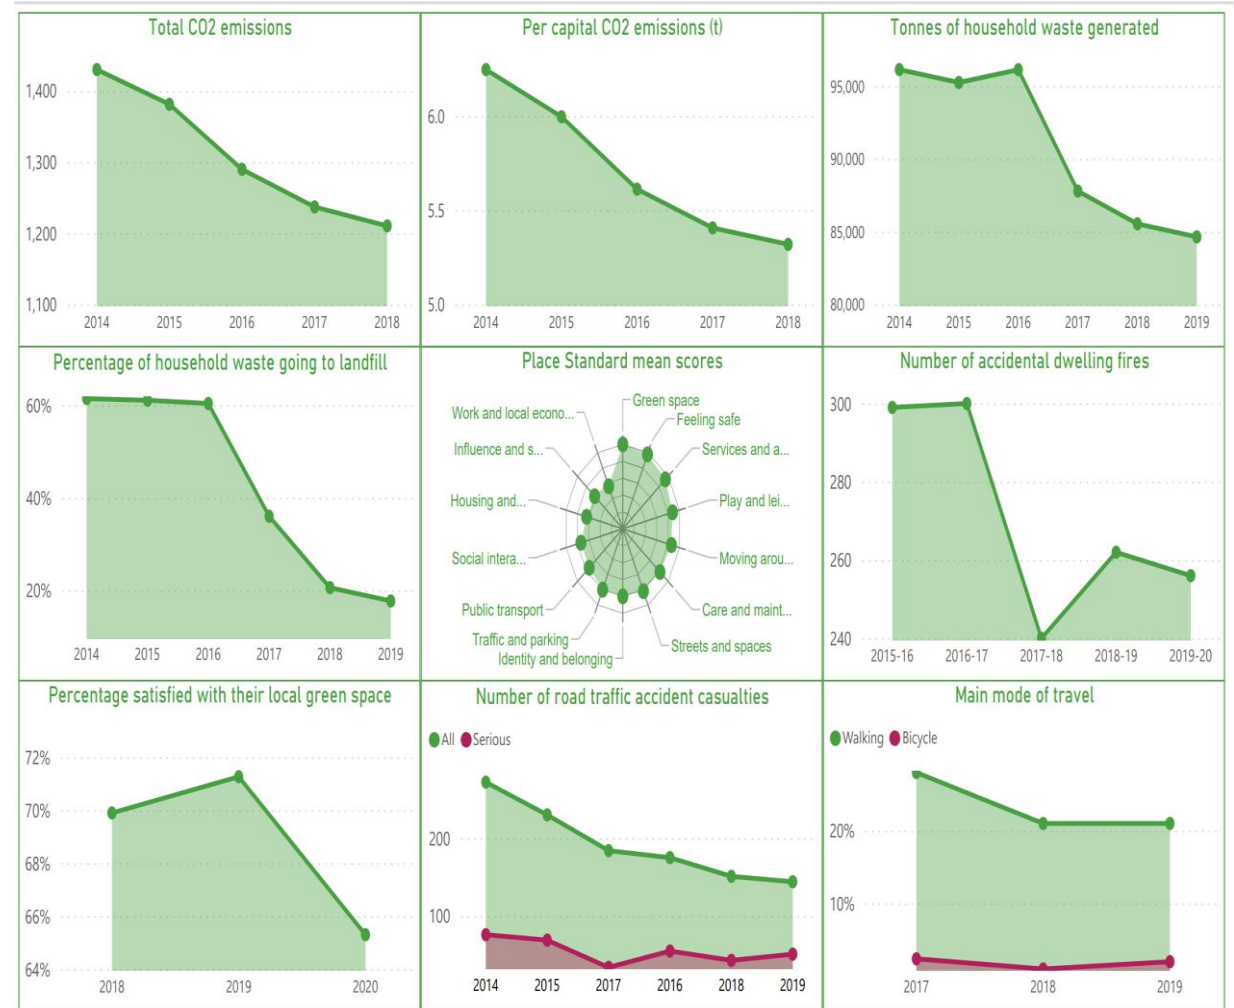 Total CO2 emissions
1,400
1,300
1,200
1,100
2014 2015 2016 2017 2018
Per capital CO2 emissions (t)
6.0
5.5
5.0
2014 2015 2016 2017 2018
Tonnes of household waste generated
95,000
90,000
85,000
80,000
2014 2015 2016 2017 2018 2019
Percentage of household waste going to landfill
60%
40%
20%
2014 2015 2016 2017 2018 2019
Place Standard mean scores
Green space
Feeling safe
Services and a...
Play and lei...
Moving arou...
Care and maint...
Streets and spaces
Identity and belonging
Traffic and parking
Public transport
Social intera...
Housing and...
Influence and s...
Work and local econo...
Number of accidental dwelling fires
300
280
260
240
2015-16 2016-17 2017-18 2018-19 2019-20
Percentage satisfied with their local green space
72%
70%
68%
66%
64%
2018 2019 2020
Number of road traffic accident casualties
All Serious
200
100
2014 2015 2017 2016 2018 2019
Main mode of travel
Walking Bicycle
20%
10%
2017 2018 2019